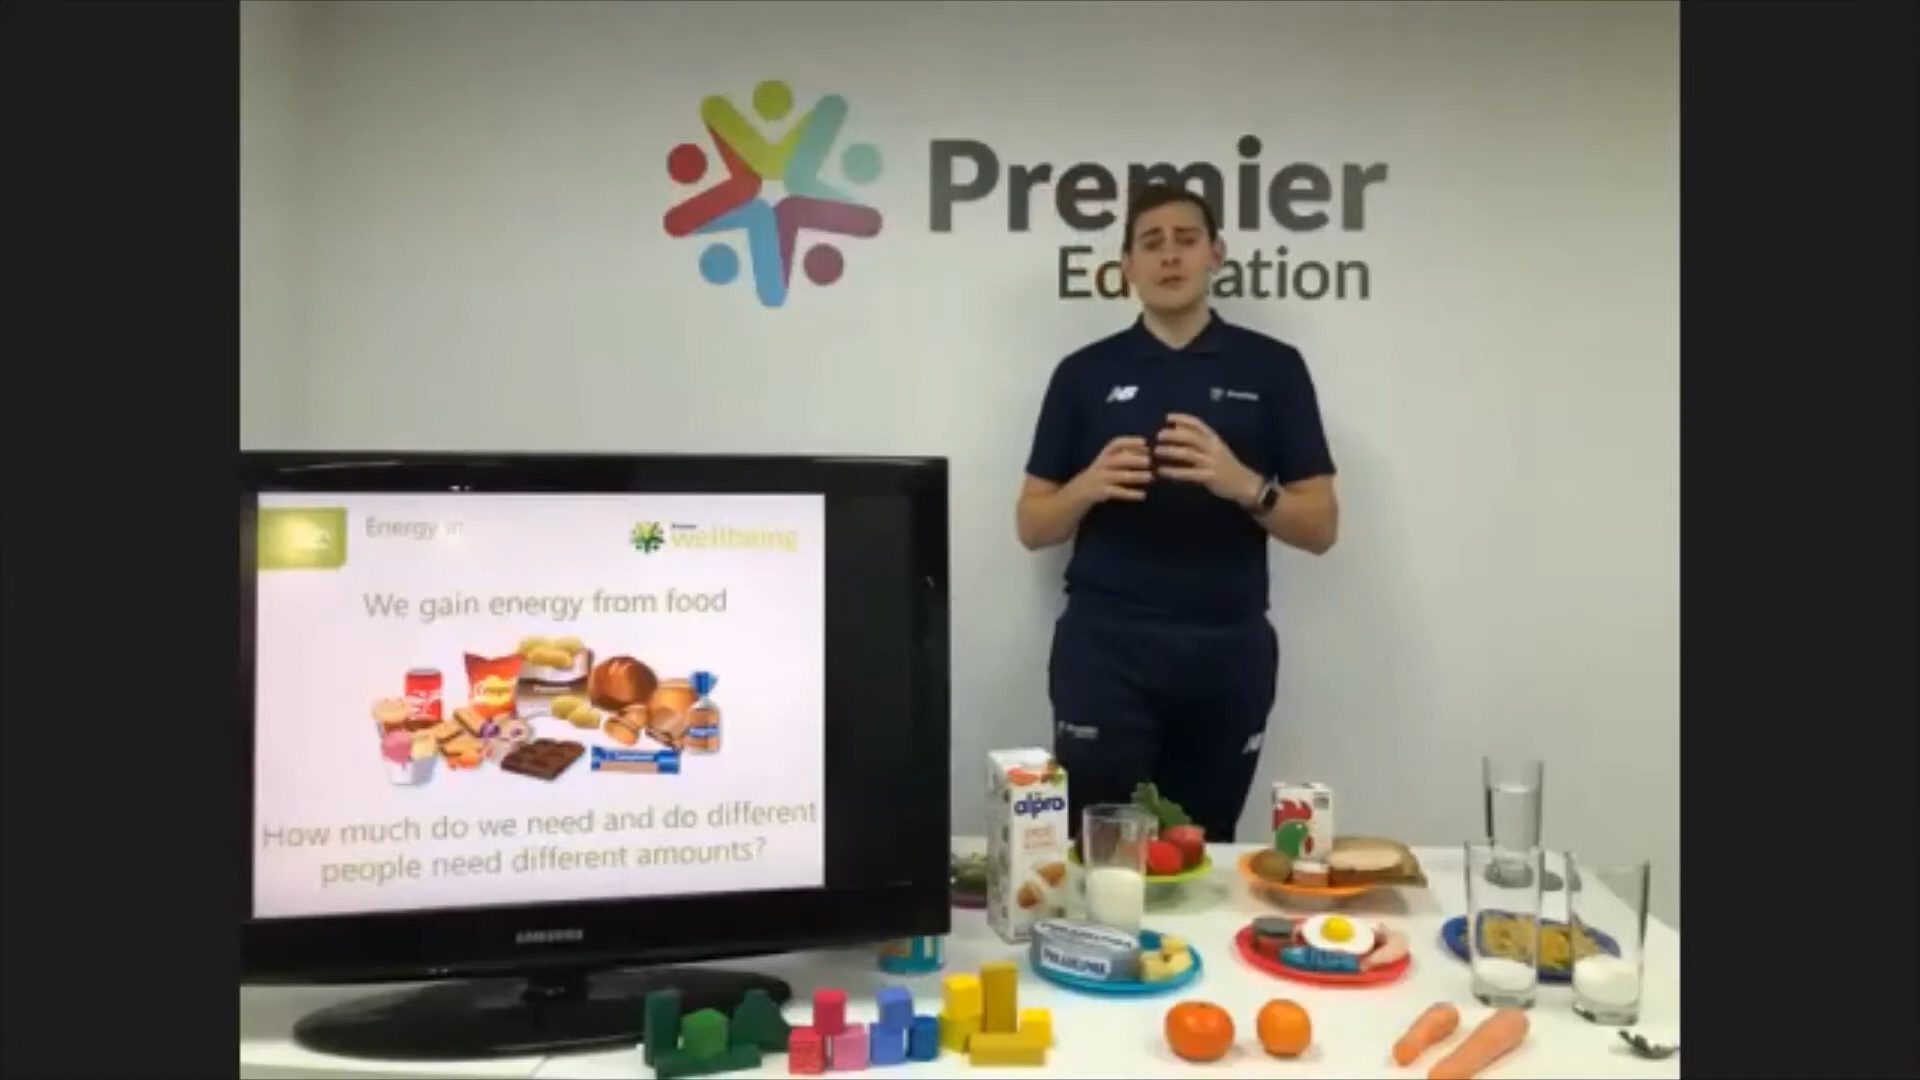 Premier
Education
Energy in
wellbeing
We gain energy from food
How much do we need and do different
people need different amounts?
SAMSUNG
alpro
PHILADELPHIA